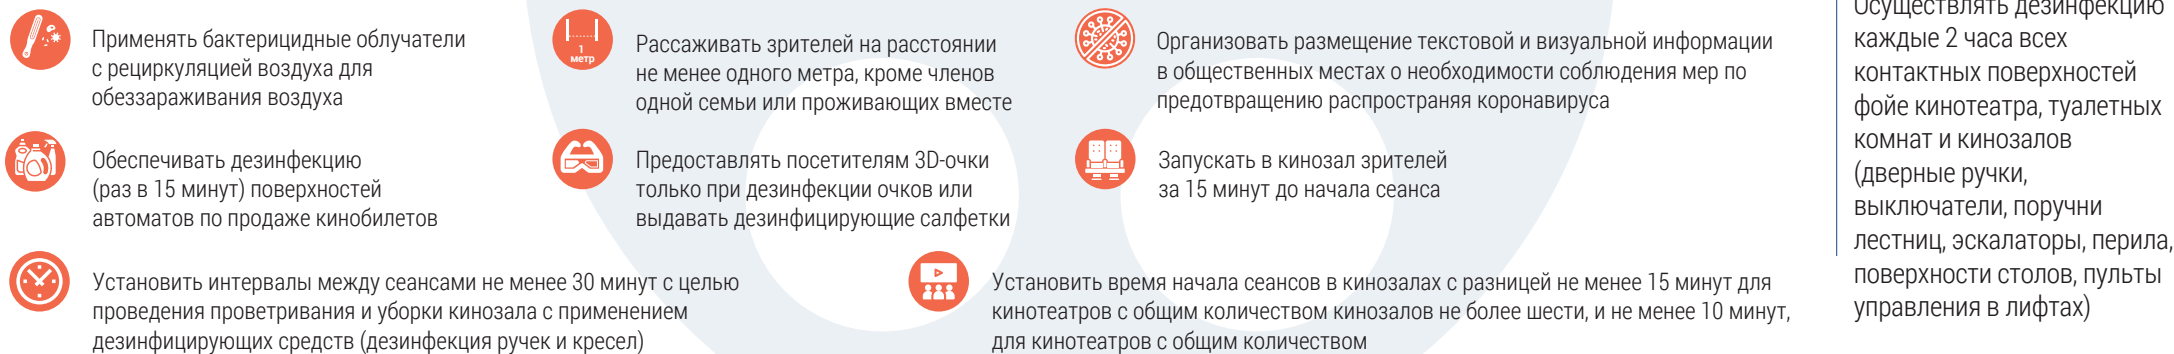 Применять бактерицидные облучатели
с рециркуляцией воздуха для
обеззараживания воздуха
1
метр
Рассаживать зрителей на расстоянии
не менее одного метра, кроме членов
одной семьи или проживающих вместе
Организовать размещение текстовой и визуальной информации
в общественных местах о необходимости соблюдения мер по
предотвращению распространяя коронавируса
Обеспечивать дезинфекцию
(раз в 15 минут) поверхностей
автоматов по продаже кинобилетов
Предоставлять посетителям 3D-очки
только при дезинфекции очков или
выдавать дезинфицирующие салфетки
Запускать в кинозал зрителей
за 15 минут до начала сеанса
Установить интервалы между сеансами не менее 30 минут с целью
проведения проветривания и уборки кинозала с применением
дезинфицирующих средств (дезинфекция ручек и кресел)
Установить время начала сеансов в кинозалах с разницей не менее 15 минут для
кинотеатров с общим количеством кинозалов не более шести, и не менее 10 минут,
для кинотеатров с общим количеством
Осуществлять дезинфекцию
каждые 2 часа всех
контактных поверхностей
фойе кинотеатра, туалетных
комнат и кинозалов
(дверные ручки,
выключатели, поручни
лестниц, эскалаторы, перила,
поверхности столов, пульты
управления в лифтах)